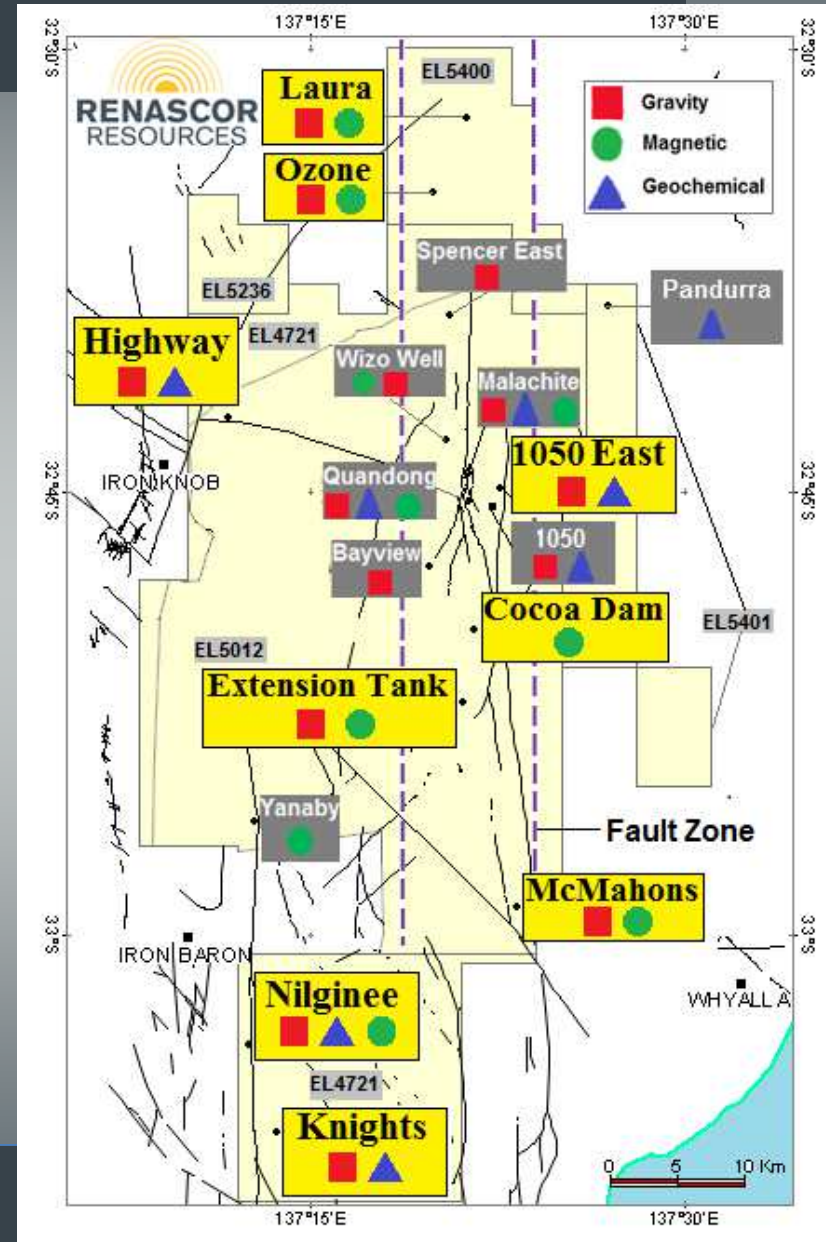 137°15'E
137°30'E
32°30'S
32°30'S
RENASCOR
RESOURCES
Laura
EL5400
Gravity
Magnetic
Geochemical
Ozone
Spencer East
EL5236
Pandurra
EL4721
Highway
Wizo Well
Malachite
1050 East
IRON KNOB
Quandong
32°45'S
32°45'S
1050
Bayview
Cocoa Dam
EL5401
EL5012
Extension Tank
Yanaby
Fault Zone
McMahons
33°S
33°S
IRON BARON
Nilginee
WHYALLA
EL4721
Knights
0 5 10 Km
137°15'E
137°30'E